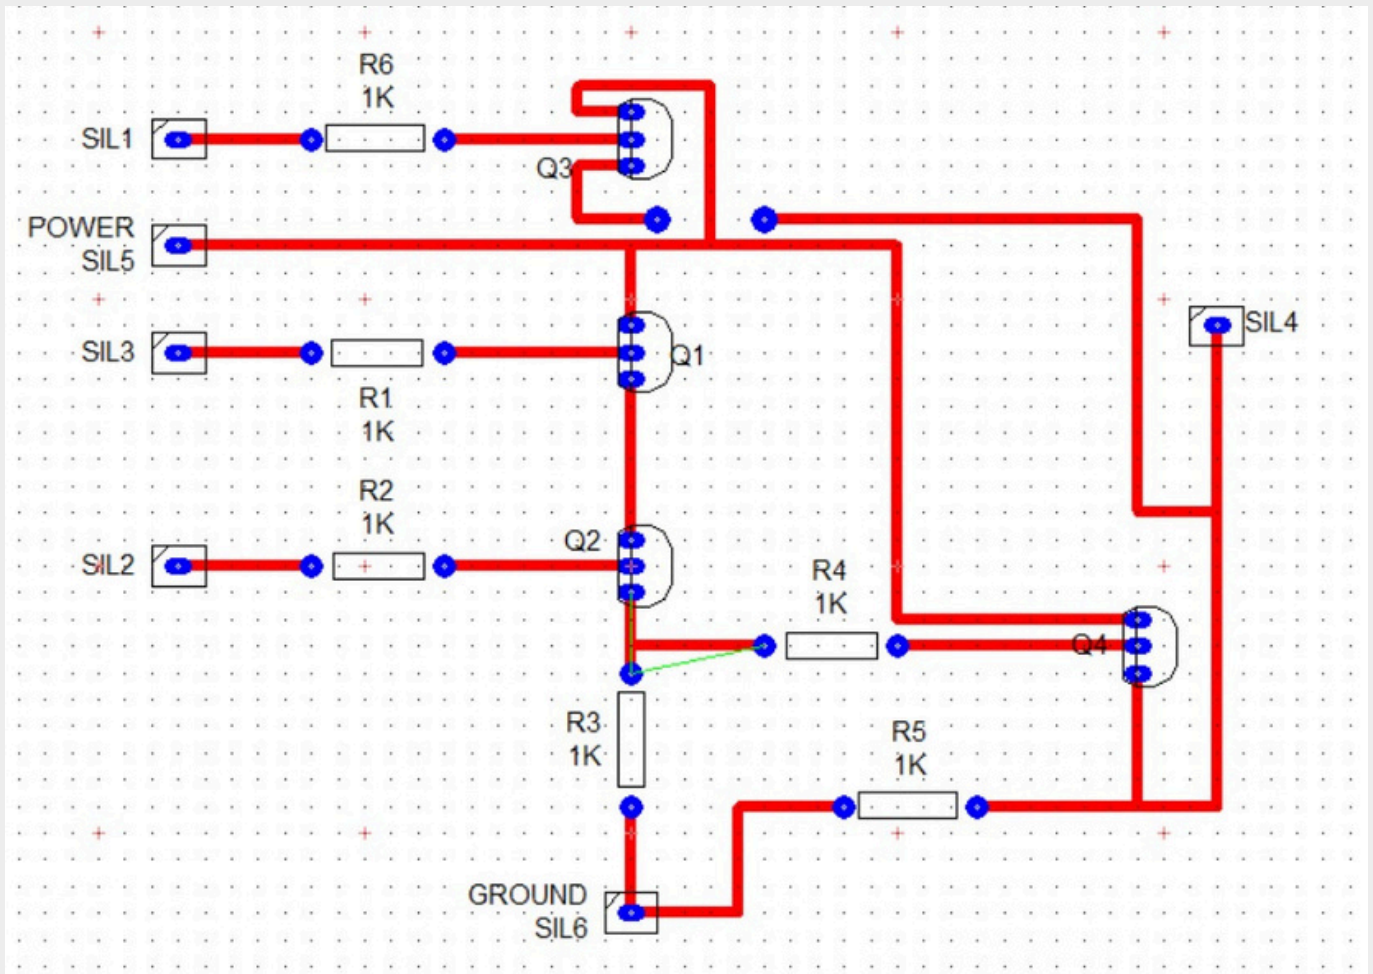 R6
1K
SIL1
Q3
POWER
SIL5
SIL4
SIL3
Q1
R1
1K
R2
1K
Q2
SIL2
R4
1K
Q4
R3
1K
R5
1K
GROUND
SIL6